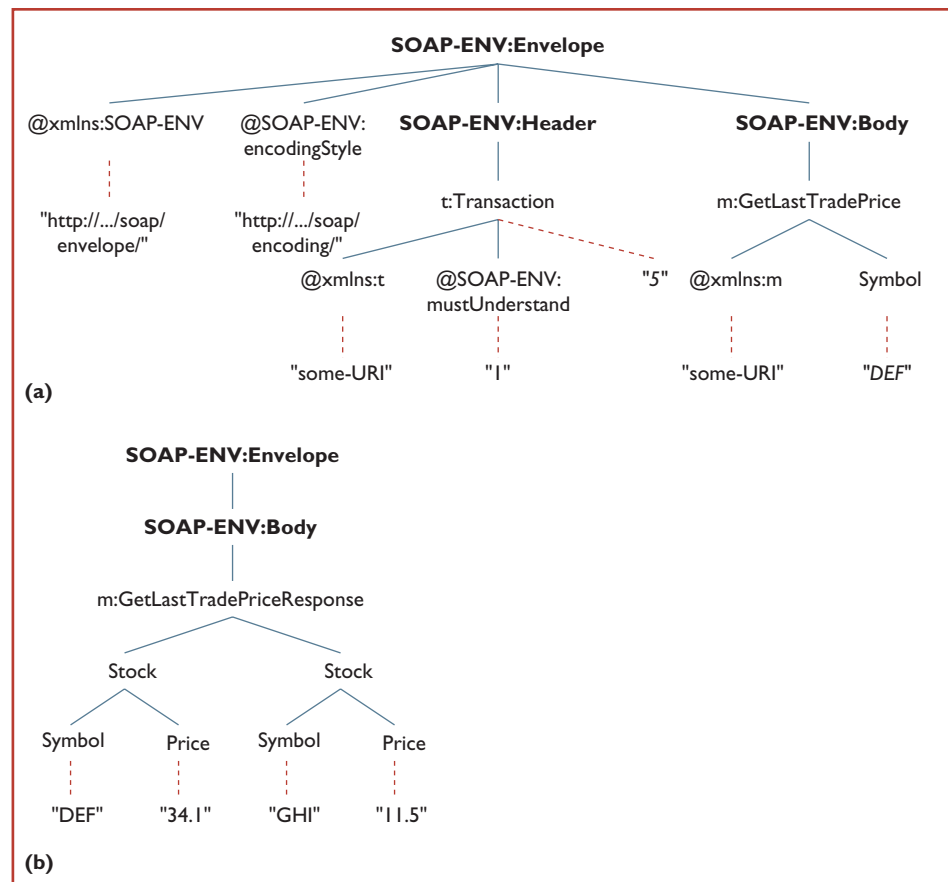 SOAP-ENV:Envelope
@xmlns:SOAP-ENV
@SOAP-ENV:
encodingStyle
SOAP-ENV:Header
SOAP-ENV:Body
"http://.../soap/
envelope/"
"http://.../soap/
encoding/"
t:Transaction
m:GetLastTradePrice
@xmlns:t
@SOAP-ENV:
mustUnderstand
"5"
@xmlns:m
Symbol
"some-URI"
"1"
"some-URI"
"DEF"
(a)
SOAP-ENV:Envelope
SOAP-ENV:Body
m:GetLastTradePriceResponse
Stock
Stock
Symbol
Price
Symbol
Price
"DEF"
"34.1"
"GHI"
"11.5"
(b)